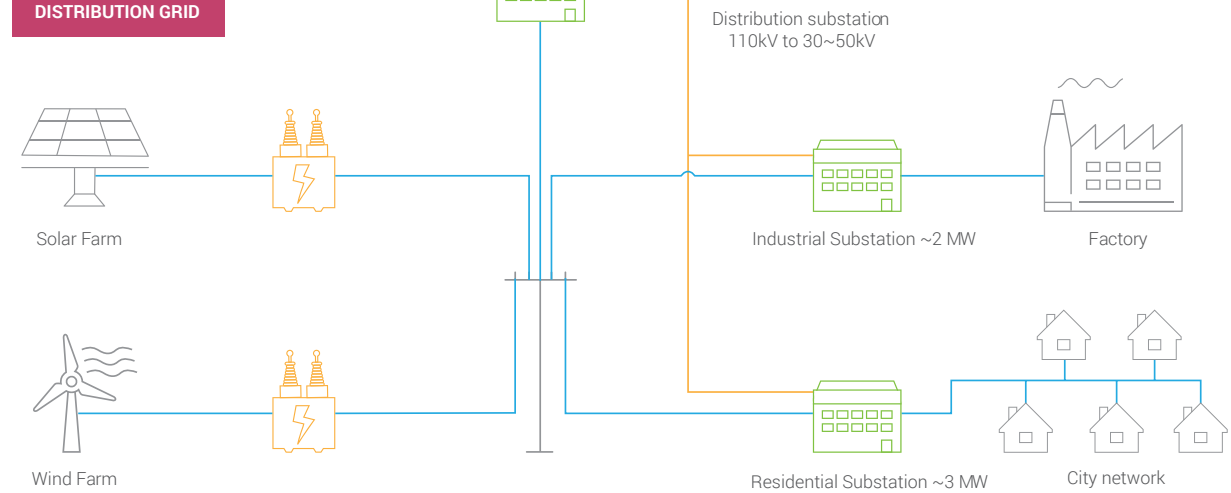 DISTRIBUTION GRID
Distribution substation
110kV to 30~50kV
Solar Farm
Industrial Substation ~2 MW
Factory
Wind Farm
Residential Substation ~3 MW
City network